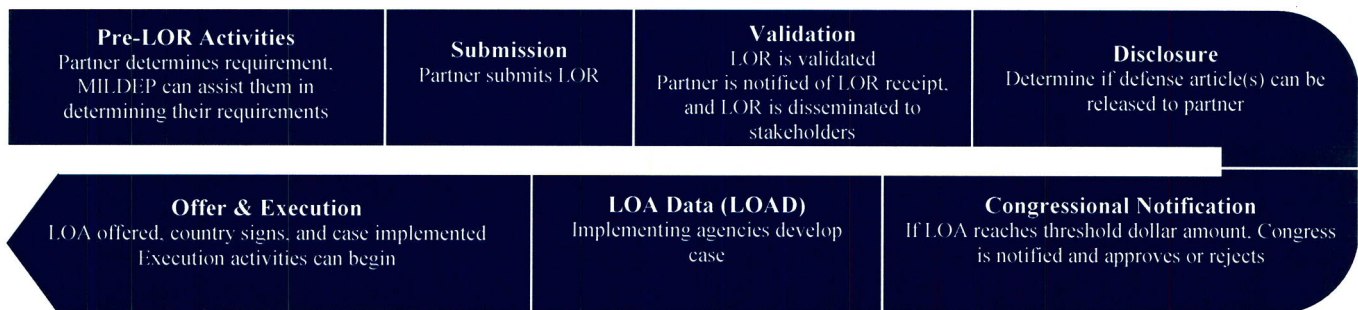 Pre-LOR Activities
Partner determines requirement.
MILDEP can assist them in
determining their requirements
Submission
Partner submits LOR
Validation
LOR is validated
Partner is notified of LOR receipt,
and LOR is disseminated to
stakeholders
Disclosure
Determine if defense article(s) can be
released to partner
Congressional Notification
If LOA reaches threshold dollar amount, Congress
is notified and approves or rejects
LOA Data (LOAD)
Implementing agencies develop
case
Offer & Execution
LOA offered, country signs, and case implemented
Execution activities can begin